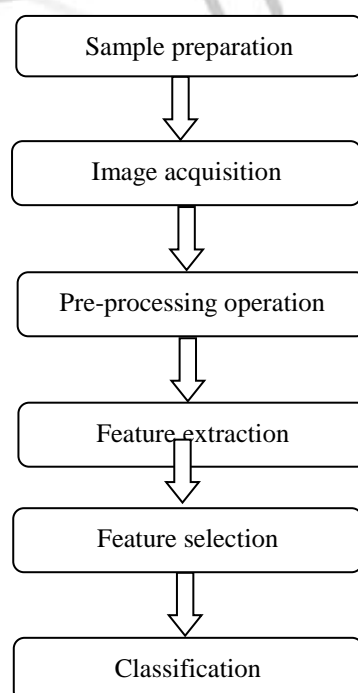 Sample preparation
Image acquisition
Pre-processing operation
Feature extraction
Feature selection
Classification